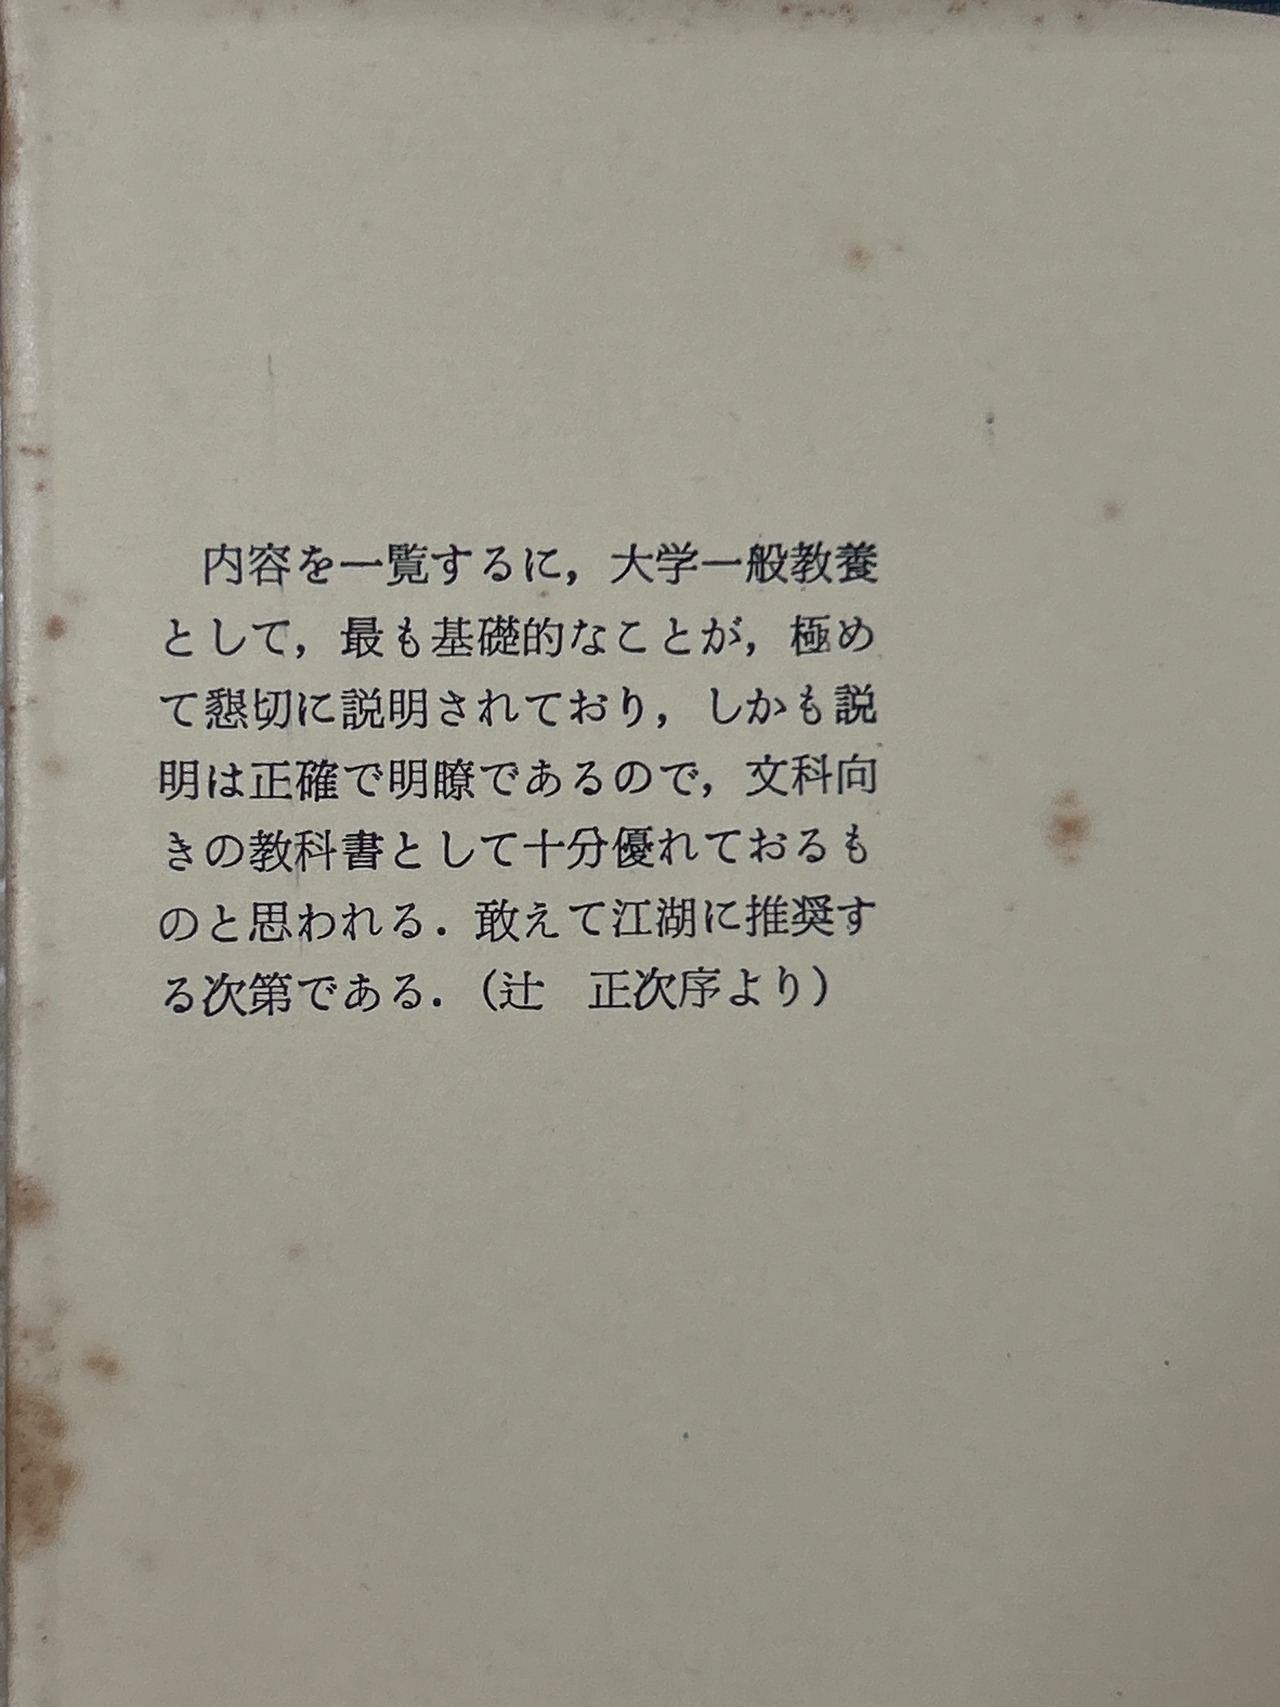 内容を一覧するに，大学一般教養
として，最も基礎的なことが，極め
て懇切に説明されており，しかも説
明は正確で明瞭であるので，文科向
きの教科書として十分優れておるも
のと思われる．敢えて江湖に推奨す
る次第である．（辻　正次序より）